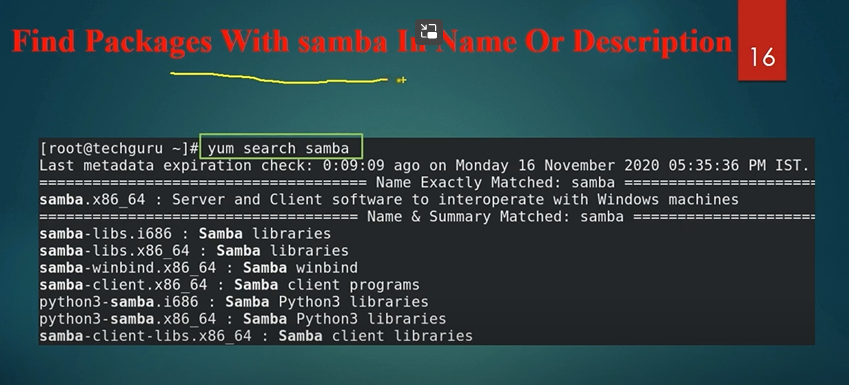 Find Packages With samba In Name Or Description
16
[root@techguru ~]# yum search samba
Last metadata expiration check: 0:09:09 ago on Monday 16 November 2020 05:35:36 PM IST.
==================================== Name Exactly Matched: samba =====================
samba.x86_64 : Server and Client software to interoperate with Windows machines
=================================== Name & Summary Matched: samba =====================
samba-libs.i686 : Samba libraries
samba-libs.x86_64 : Samba libraries
samba-winbind.x86_64 : Samba winbind
samba-client.x86_64 : Samba client programs
python3-samba.i686 : Samba Python3 libraries
python3-samba.x86_64 : Samba Python3 libraries
samba-client-libs.x86_64 : Samba client libraries